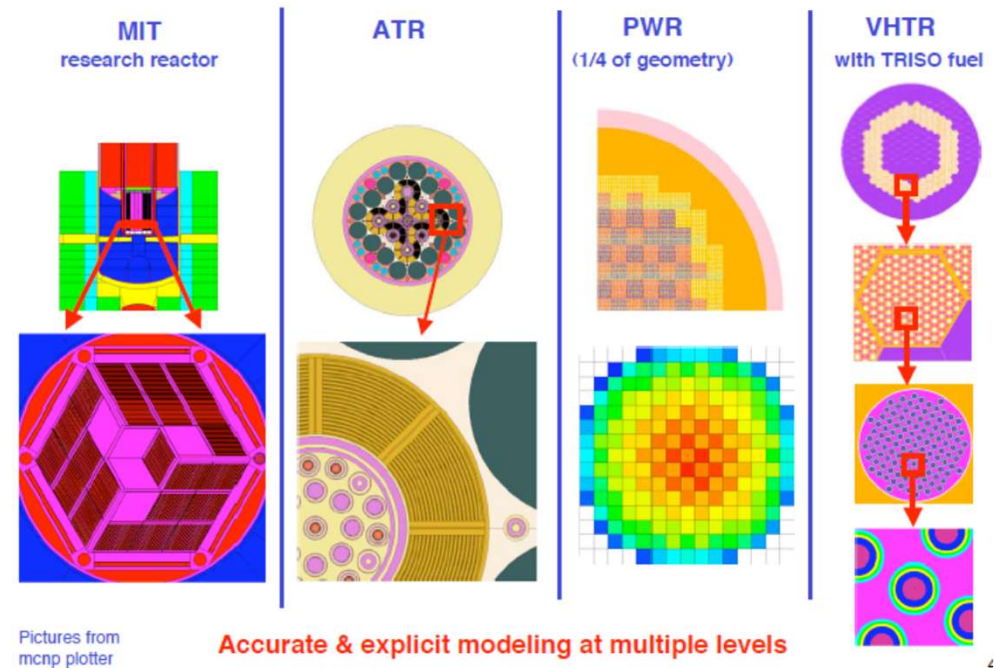 MIT
research reactor
ATR
PWR
(1/4 of geometry)
VHTR
with TRISO fuel
Pictures from
mcnp plotter
Accurate & explicit modeling at multiple levels
4